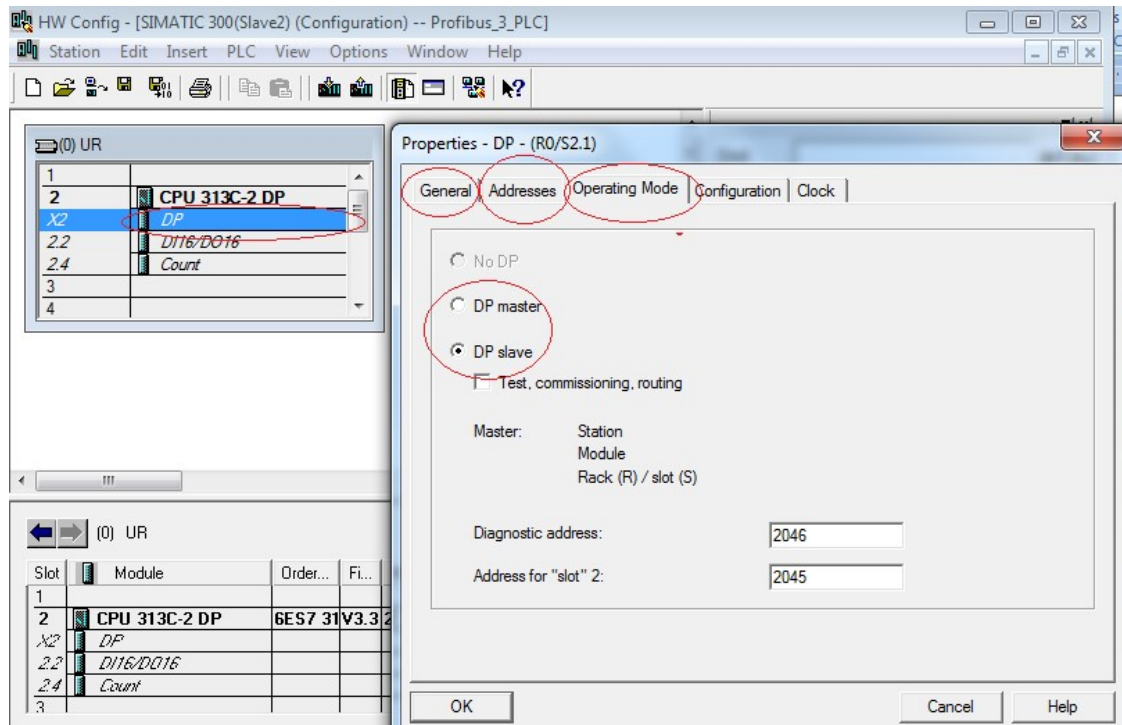 HW Config - [SIMATIC 300(Slave2) (Configuration) -- Profibus_3_PLC]
Station Edit Insert PLC View Options Window Help
(0) UR
1
2 CPU 313C-2 DP
X2 DP
2.2 DI16/DO16
2.4 Count
3
4
Properties - DP - (R0/S2.1)
General Addresses Operating Mode Configuration Clock
No DP
DP master
DP slave
Test, commissioning, routing
Master: Station
Module
Rack (R) / slot (S)
Diagnostic address: 2046
Address for "slot" 2: 2045
OK Cancel Help
(0) UR
Slot Module Order... Fi...
1
2 CPU 313C-2 DP 6ES7 31 V3.3 2
X2 DP
2.2 DI16/DO16
2.4 Count
3